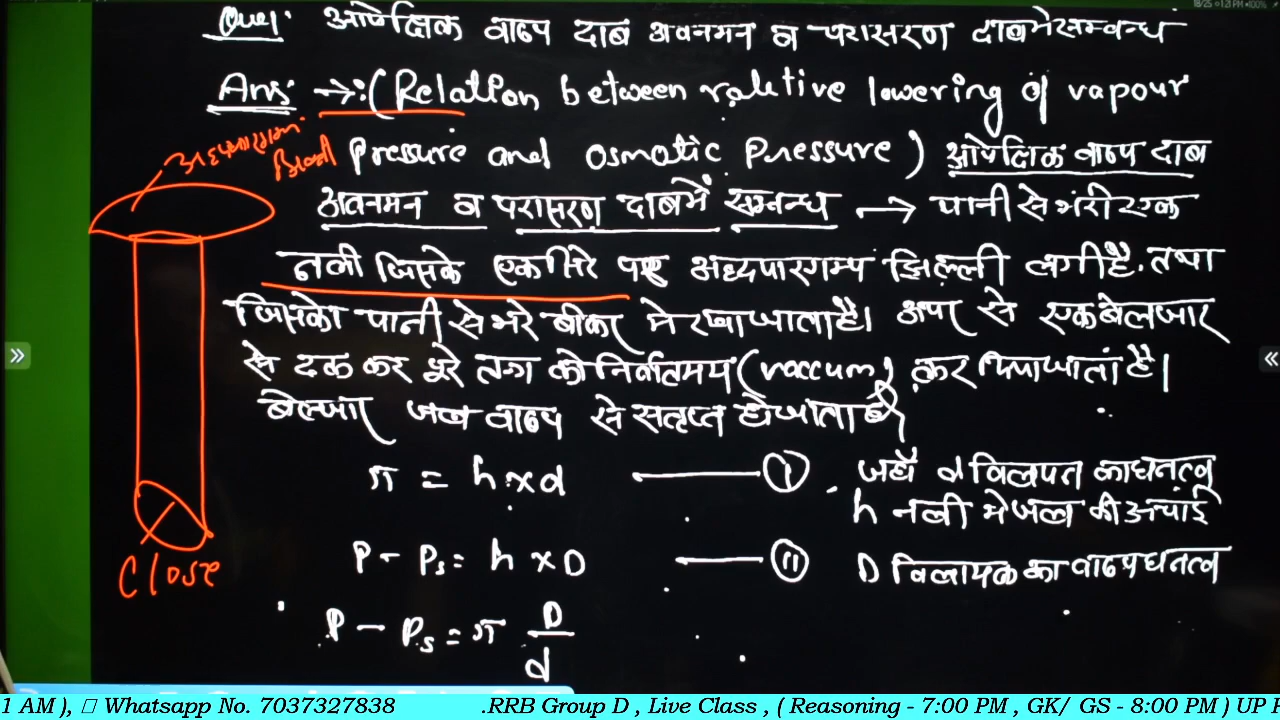 Ques: आपेक्षिक वाष्प दाब अवनमन व परासरण दाब मे सम्बन्ध
Ans: →:( Relation between relative lowering of vapour
Pressure and Osmotic Pressure ) आपेक्षिक वाष्प दाब
अवनमन व परासरण दाब में सम्बन्ध → पानी से भंरी एक
नली जिसके एक सिरे पर अर्धपारगम्य झिल्ली लगी है. तथा
जिसको पानी से भरे बीकर मे रखा जाता है। ऊपर से एक बेलजार
से ढक कर पूरे तन्त्र को निर्वातमय (vaccum) कर दिया जाता है।
बेलजार जब वाष्प से सतृप्त हो जाता है
π = h × d ——— (I) जहाँ d विलयन का घनत्व
h नली मे जल की ऊचाई
P - Ps = h × D ——— (II) D विलायक का वाष्प घनत्व
P - Ps = π D/d
Close
1 AM ), Whatsapp No. 7037327838 .RRB Group D , Live Class , ( Reasoning - 7:00 PM , GK/ GS - 8:00 PM ) UP